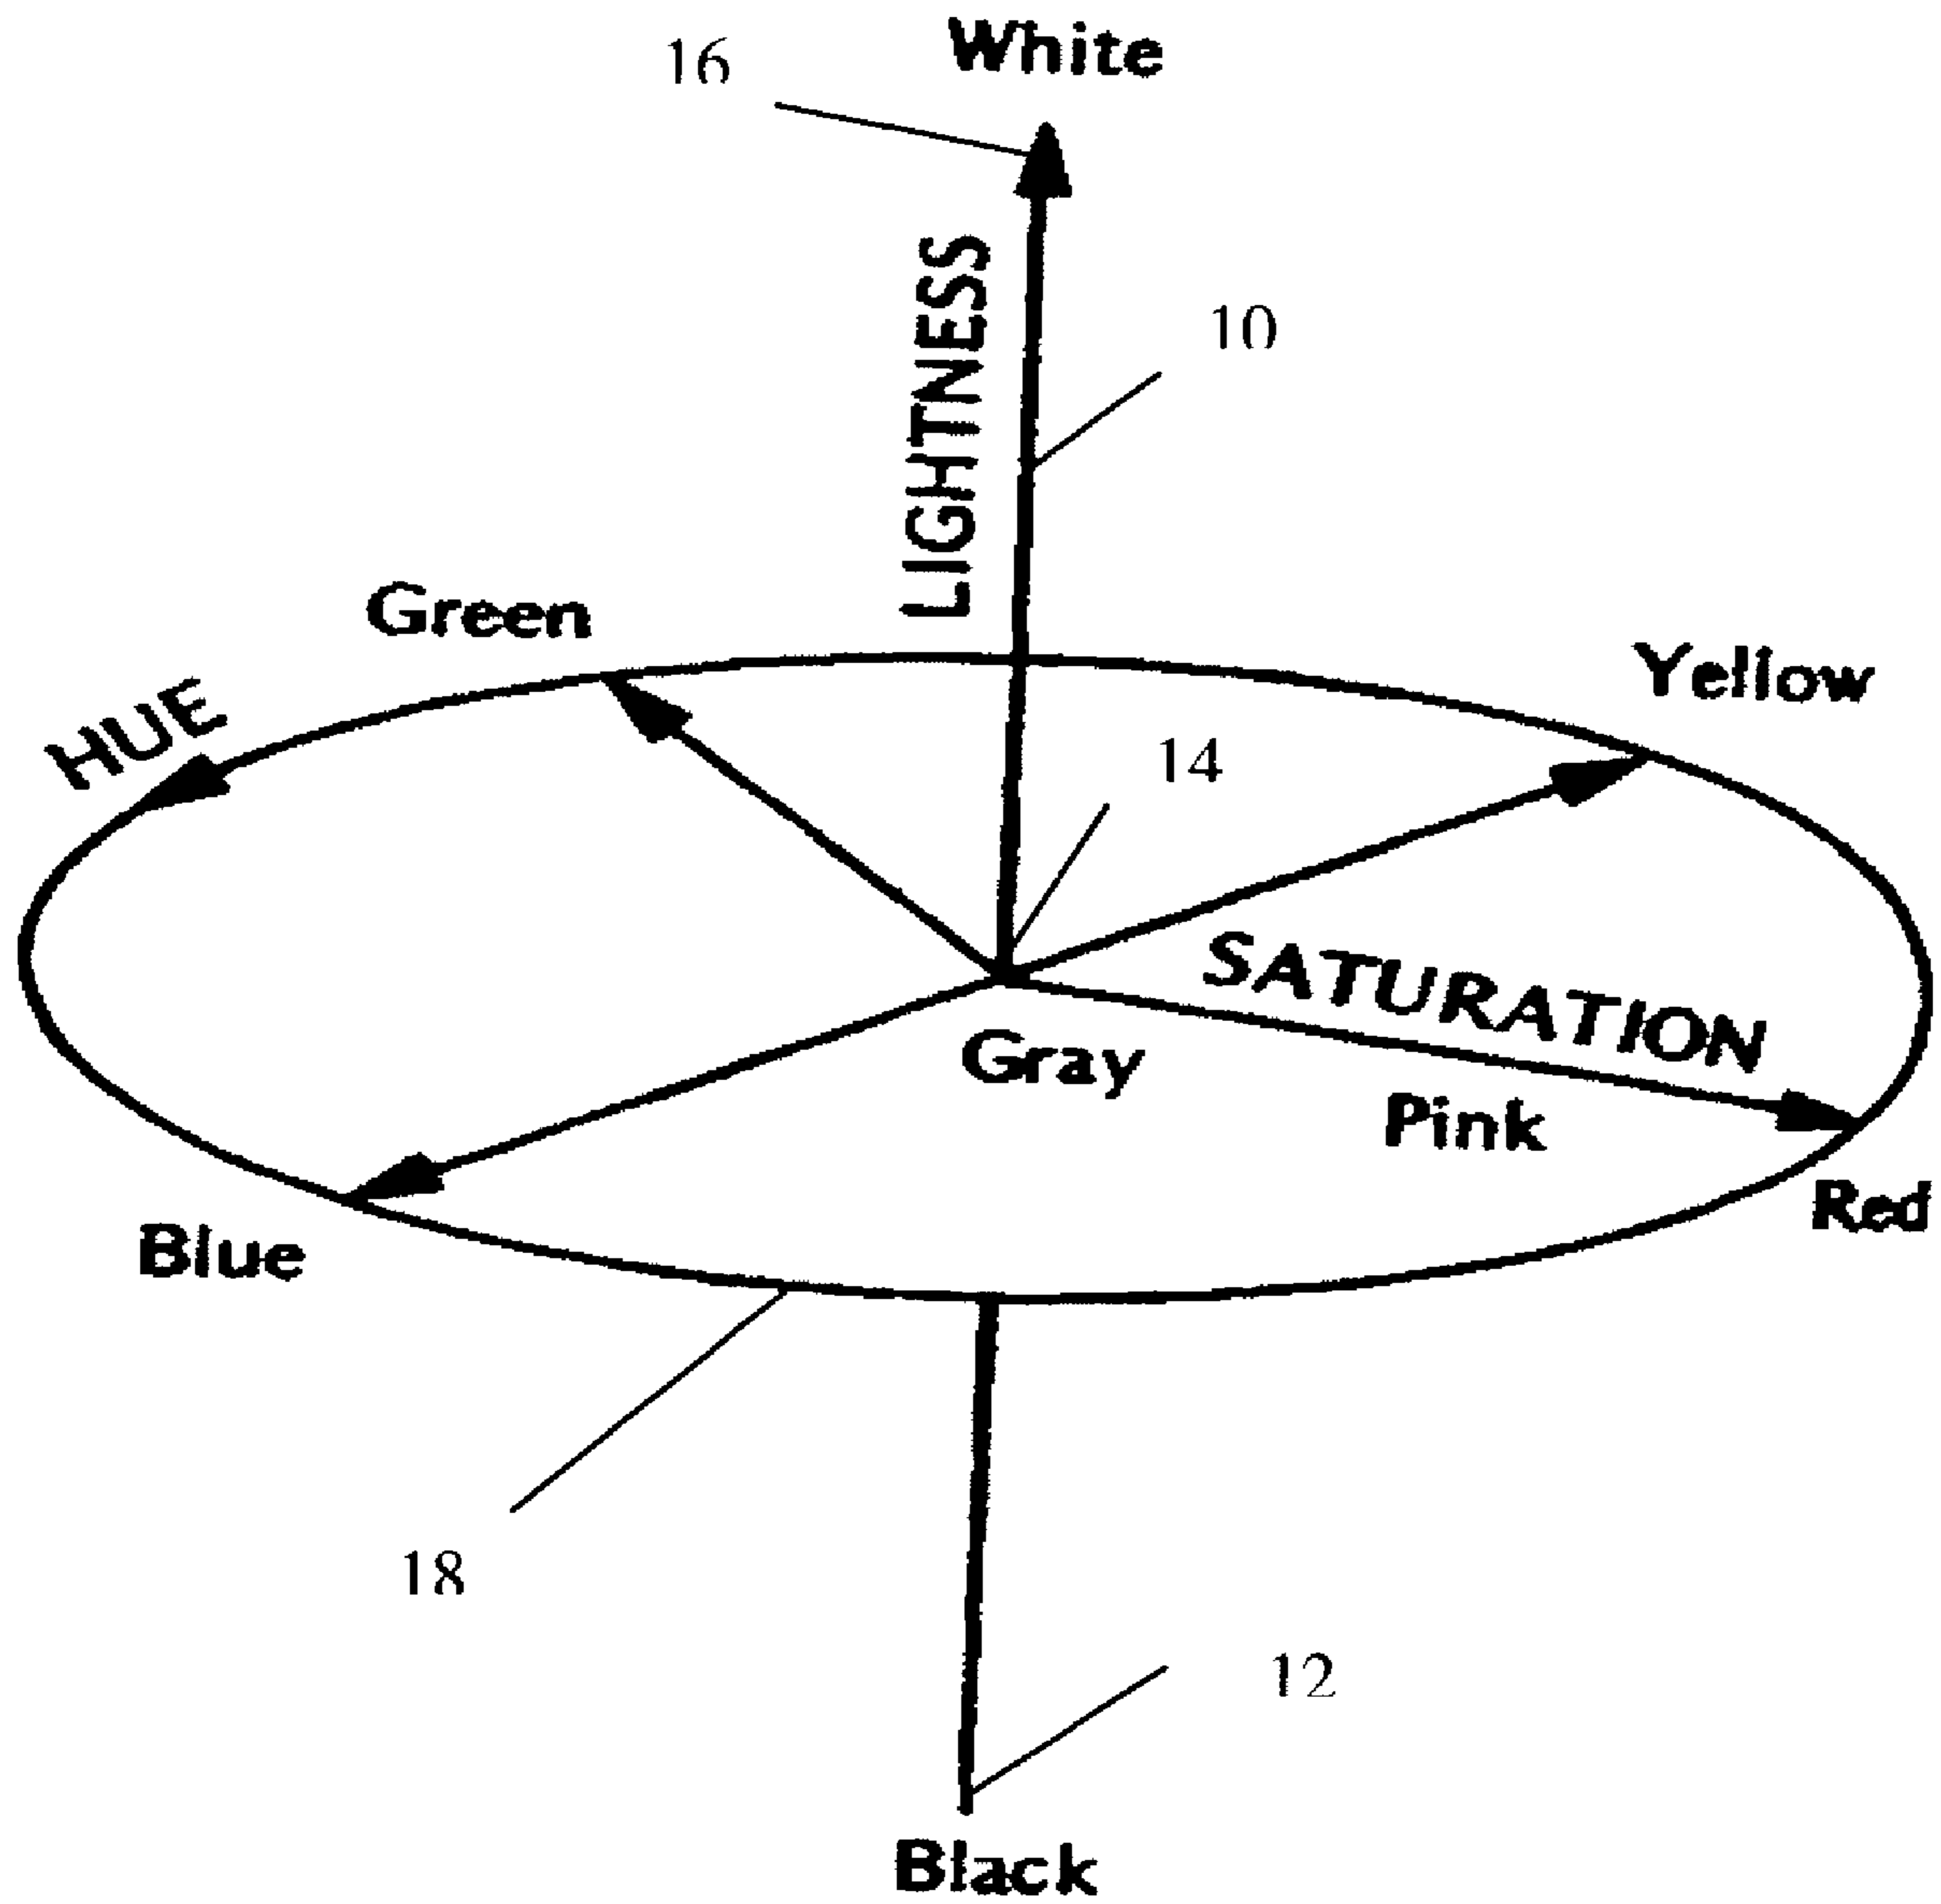 16
White
LIGHTNESS
10
Green
Yellow
HUE
14
SATURATION
Gray
Pink
Red
Blue
18
12
Black